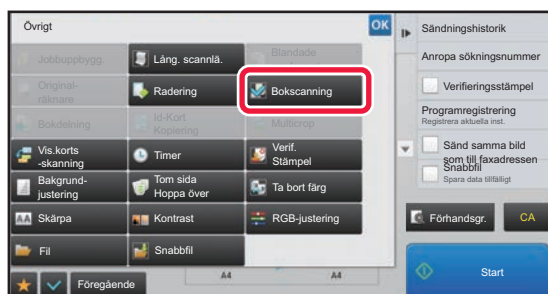 Övrigt
OK
Jobbuppbygg.
Lång. scannlä.
Blandade
Original-
räknare
Radering
Bokscanning
Bokdelning
Id-Kort
Kopiering
Multicrop
Vis.korts
-skanning
Timer
Verif.
Stämpel
Bakgrund-
justering
Tom sida
Hoppa över
Ta bort färg
AA Skärpa
Kontrast
RGB-justering
Fil
Snabbfil
Föregående
A4
A4
Sändningshistorik
Anropa sökningsnummer
Verifieringsstämpel
Programregistrering
Registrera aktuella inst.
Sänd samma bild
som till faxadressen
Snabbfil
Spara data tillfälligt
Förhandsgr.
CA
Start